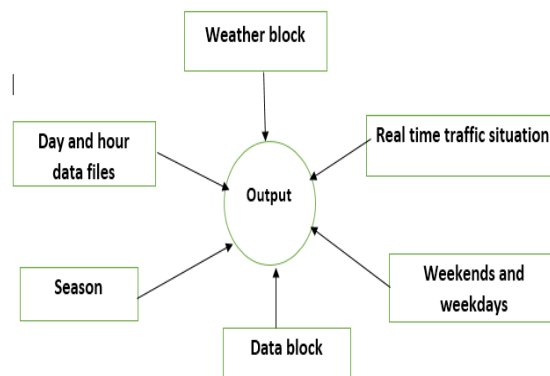 Weather block
Day and hour
data files
Real time traffic situation
Output
Season
Weekends and
weekdays
Data block